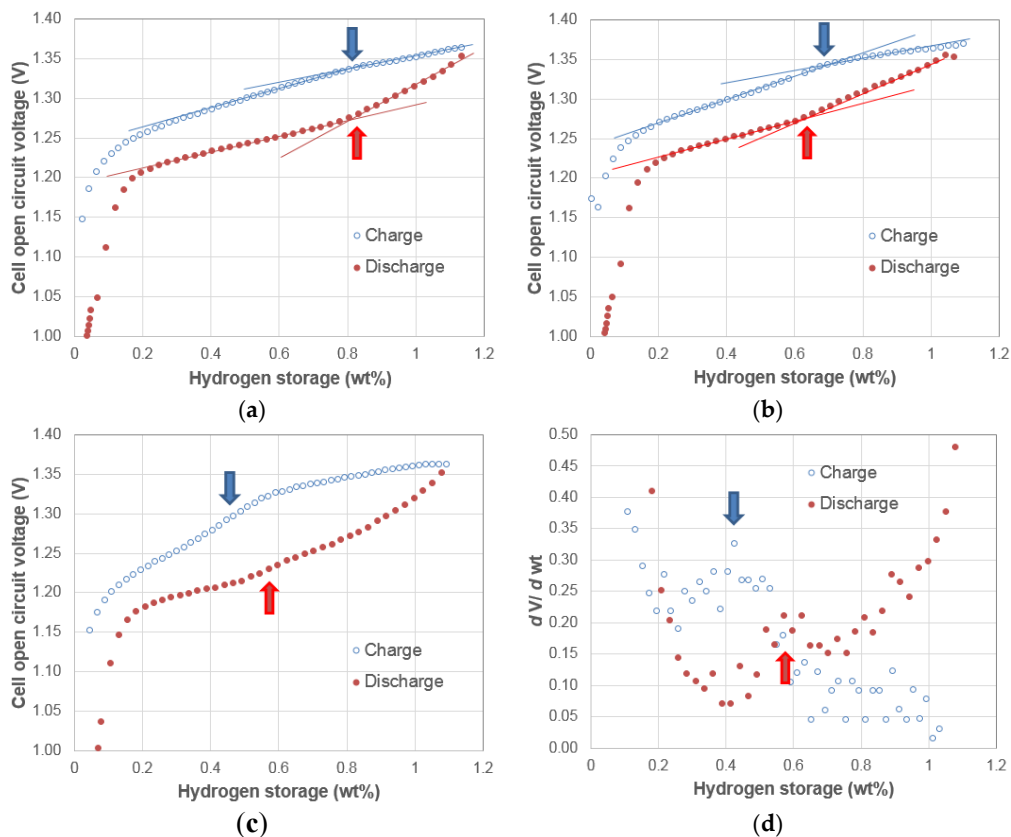 1.40
1.35
1.30
1.25
1.20
1.15
1.10
1.05
1.00
Cell open circuit voltage (V)
Charge
Discharge
0 0.2 0.4 0.6 0.8 1 1.2
Hydrogen storage (wt%)
(a)
1.40
1.35
1.30
1.25
1.20
1.15
1.10
1.05
1.00
Cell open circuit voltage (V)
Charge
Discharge
0 0.2 0.4 0.6 0.8 1 1.2
Hydrogen storage (wt%)
(b)
1.40
1.35
1.30
1.25
1.20
1.15
1.10
1.05
1.00
Cell open circuit voltage (V)
Charge
Discharge
0 0.2 0.4 0.6 0.8 1 1.2
Hydrogen storage (wt%)
(c)
0.50
0.45
0.40
0.35
0.30
0.25
0.20
0.15
0.10
0.05
0.00
d V/ d wt
Charge
Discharge
0 0.2 0.4 0.6 0.8 1 1.2
Hydrogen storage (wt%)
(d)